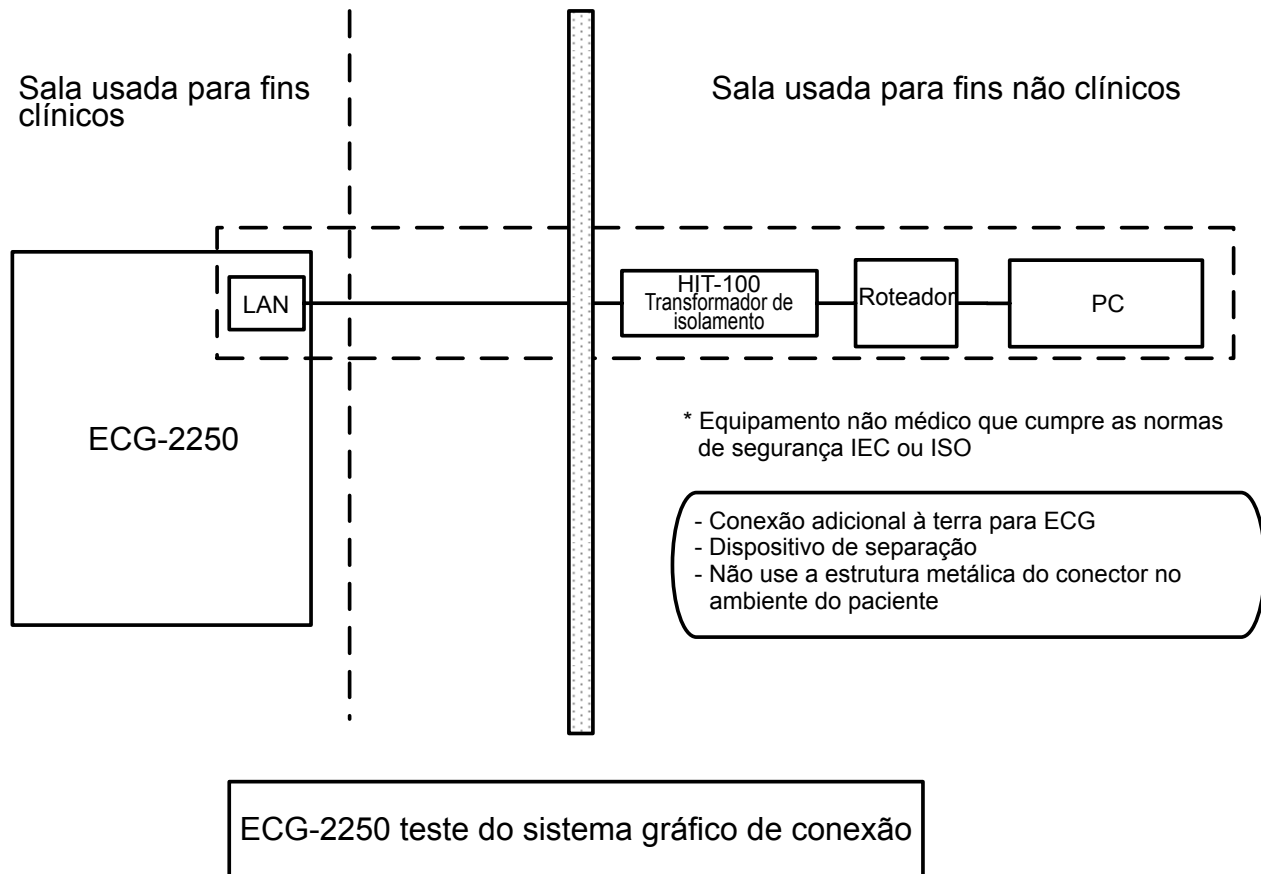 Sala usada para fins
clínicos
Sala usada para fins não clínicos
LAN
HIT-100
Transformador de
isolamento
Roteador
PC
ECG-2250
* Equipamento não médico que cumpre as normas
de segurança IEC ou ISO
- Conexão adicional à terra para ECG
- Dispositivo de separação
- Não use a estrutura metálica do conector no
ambiente do paciente
ECG-2250 teste do sistema gráfico de conexão